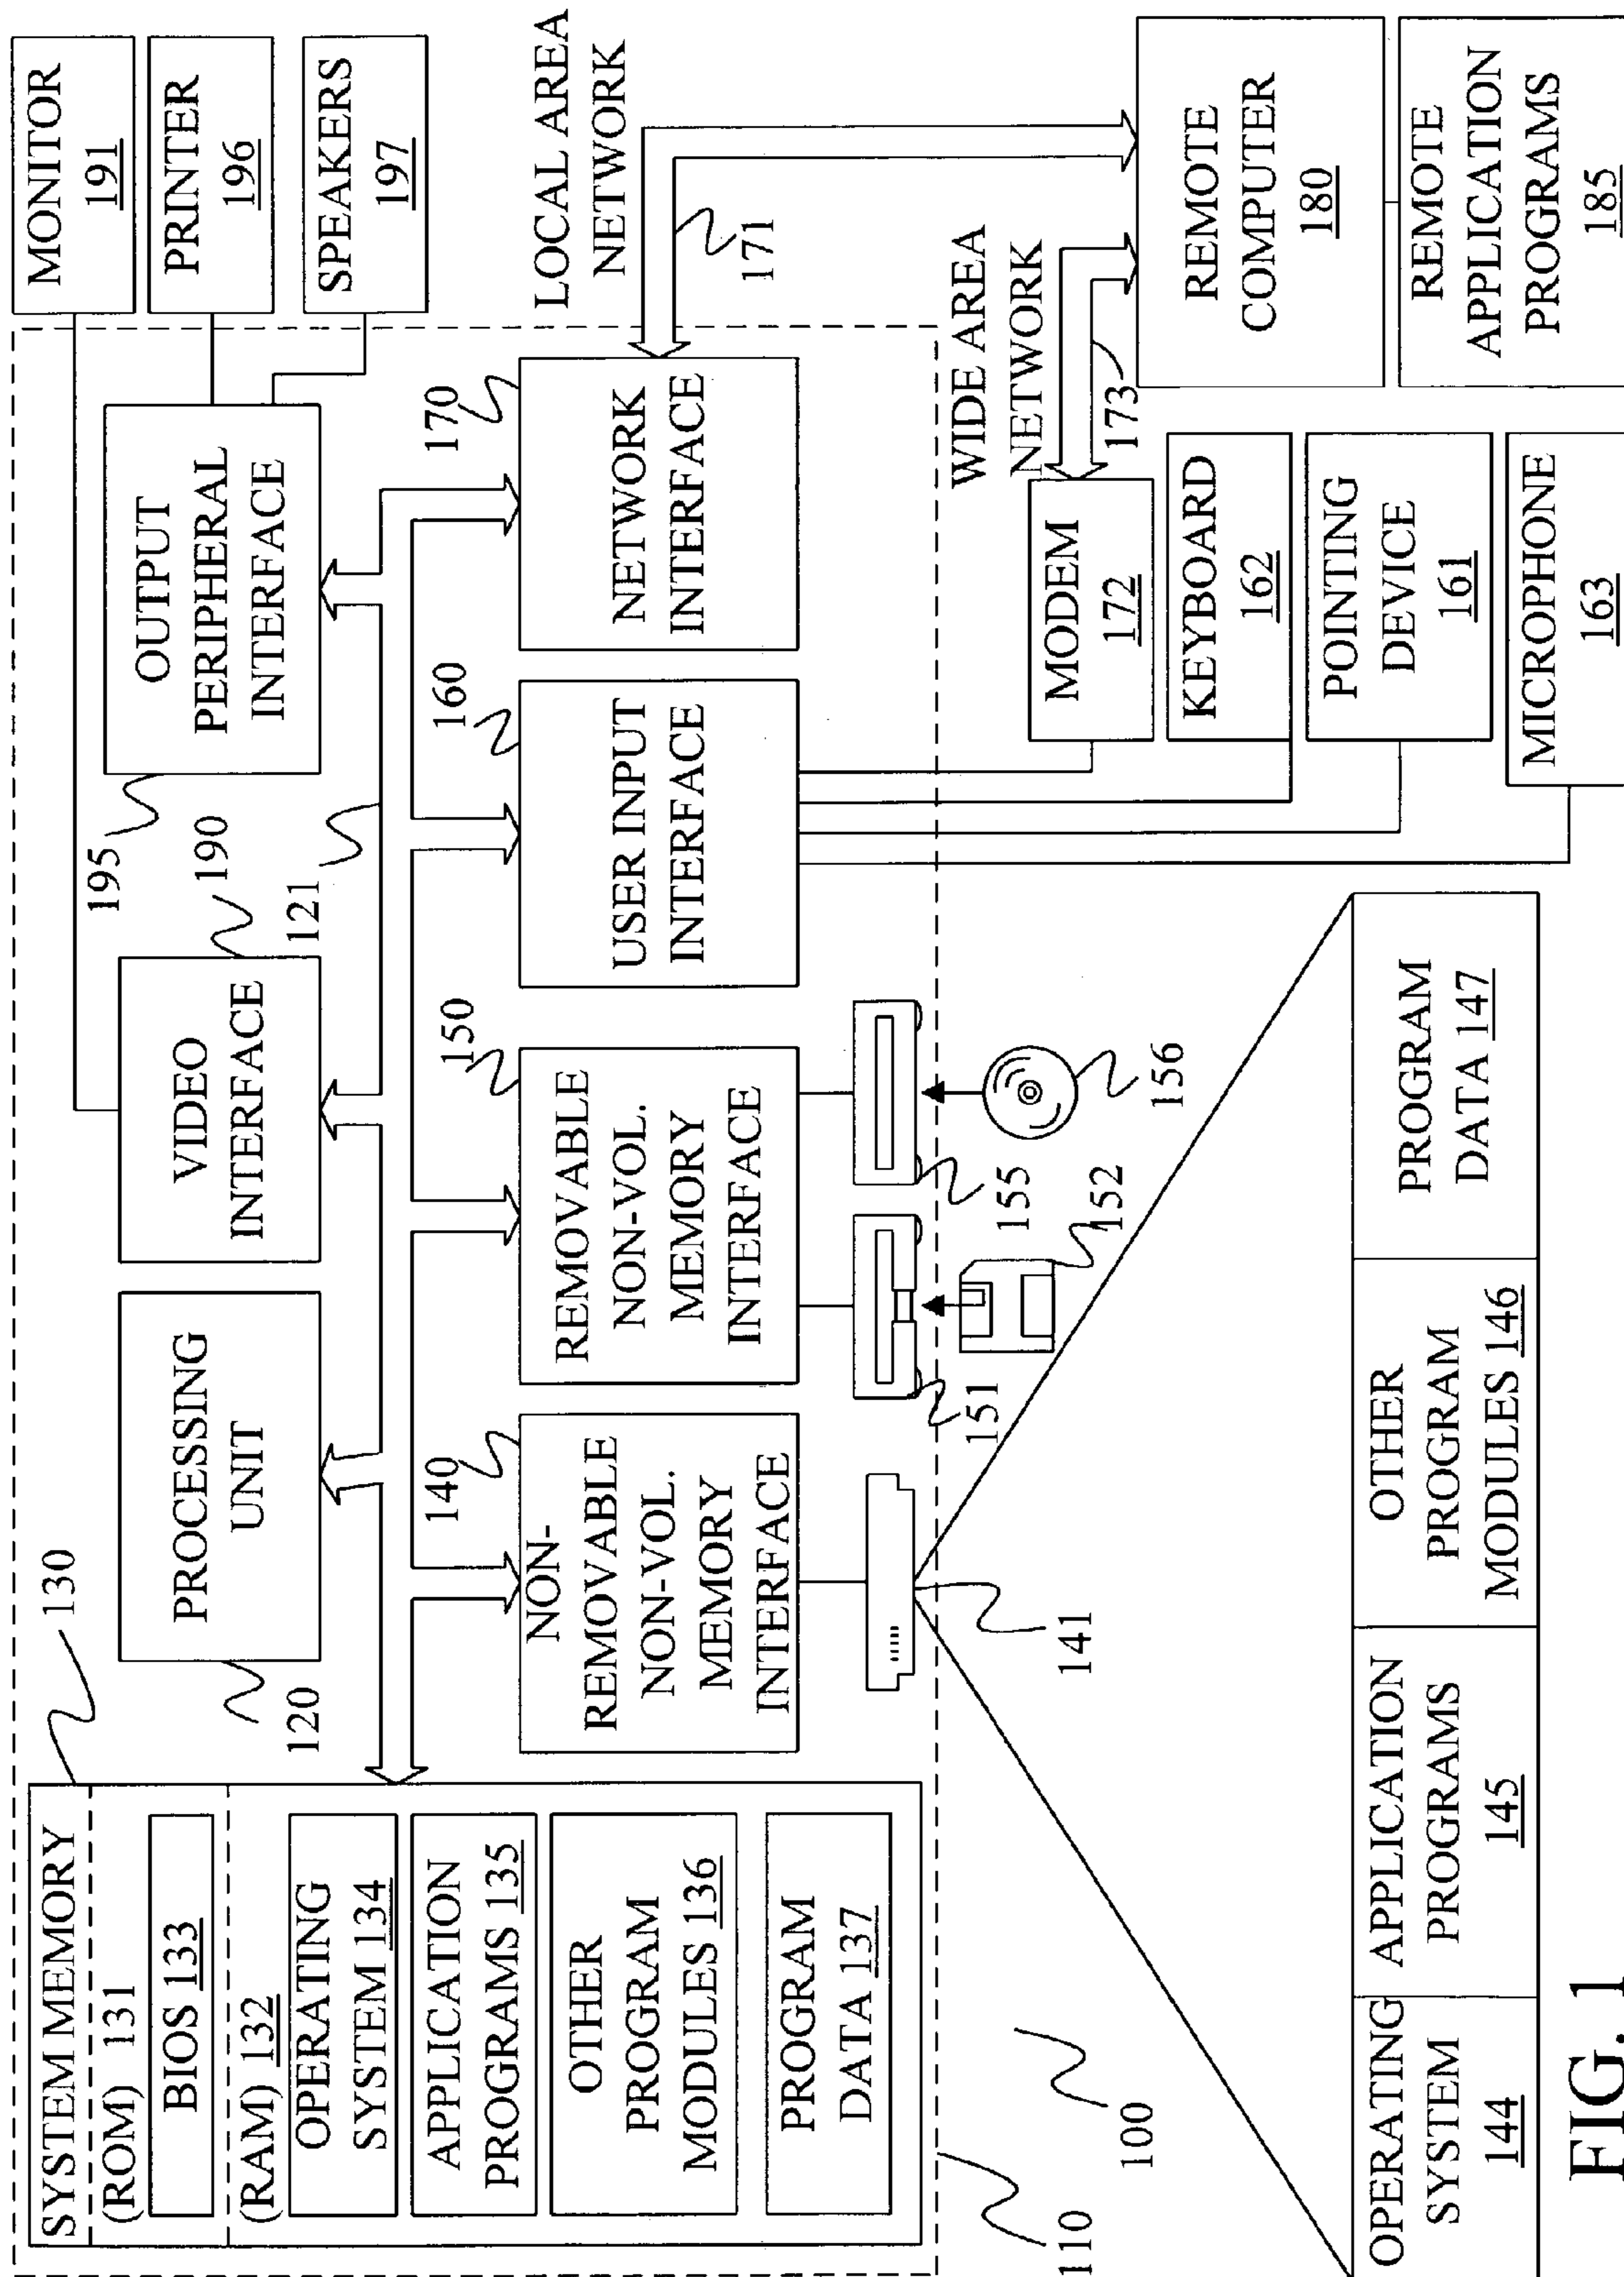 SYSTEM MEMORY
(ROM) 131
BIOS 133
(RAM) 132
OPERATING
SYSTEM 134
APPLICATION
PROGRAMS 135
OTHER
PROGRAM
MODULES 136
PROGRAM
DATA 137
130
120
PROCESSING
UNIT
VIDEO
INTERFACE
190
121
195
OUTPUT
PERIPHERAL
INTERFACE
MONITOR
191
PRINTER
196
SPEAKERS
197
140
NON-
REMOVABLE
NON-VOL.
MEMORY
INTERFACE
150
REMOVABLE
NON-VOL.
MEMORY
INTERFACE
160
USER INPUT
INTERFACE
170
NETWORK
INTERFACE
LOCAL AREA
NETWORK
171
WIDE AREA
NETWORK
173
141
151
155
152
156
MODEM
172
KEYBOARD
162
POINTING
DEVICE
161
MICROPHONE
163
REMOTE
COMPUTER
180
REMOTE
APPLICATION
PROGRAMS
185
110
100
OPERATING
SYSTEM
144
APPLICATION
PROGRAMS
145
OTHER
PROGRAM
MODULES 146
PROGRAM
DATA 147
FIG. 1